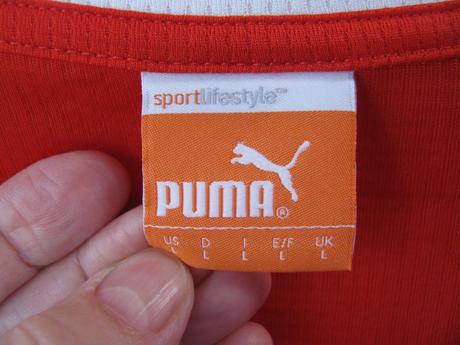 sportlifestyle™
PUMA®
US D I E/F UK
L L L L L